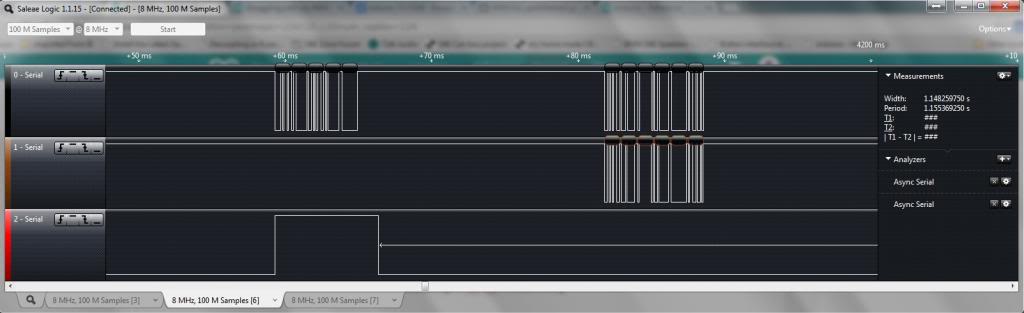 Saleae Logic 1.1.15 - [Connected] - [8 MHz, 100 M Samples]
100 M Samples @ 8 MHz Start Options
4200 ms
+50 ms +60 ms +70 ms +80 ms +90 ms +10
0 - Serial
1 - Serial
2 - Serial
Measurements
Width: 1.148259750 s
Period: 1.155369250 s
T1: ###
T2: ###
| T1 - T2 | = ###
Analyzers
Async Serial
Async Serial
8 MHz, 100 M Samples [3] 8 MHz, 100 M Samples [6] 8 MHz, 100 M Samples [7]